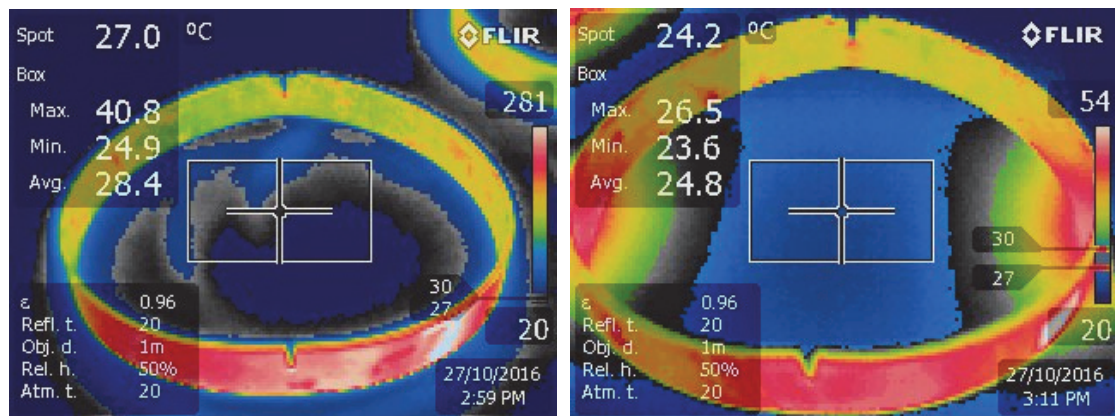 Spot 27.0 °C
FLIR
Box
Max. 40.8
Min. 24.9
Avg. 28.4
281
30
27
20
ε 0.96
Refl. t. 20
Obj. d. 1m
Rel. h. 50%
Atm. t. 20
27/10/2016
2:59 PM
Spot 24.2 °C
FLIR
Box
Max. 26.5
Min. 23.6
Avg. 24.8
54
30
27
20
ε 0.96
Refl. t. 20
Obj. d. 1m
Rel. h. 50%
Atm. t. 20
27/10/2016
3:11 PM